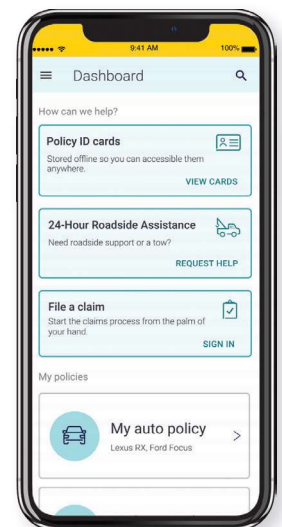 9:41 AM 100%
Dashboard
How can we help?
Policy ID cards
Stored offline so you can accessible them
anywhere.
VIEW CARDS
24-Hour Roadside Assistance
Need roadside support or a tow?
REQUEST HELP
File a claim
Start the claims process from the palm of
your hand.
SIGN IN
My policies
My auto policy
Lexus RX, Ford Focus